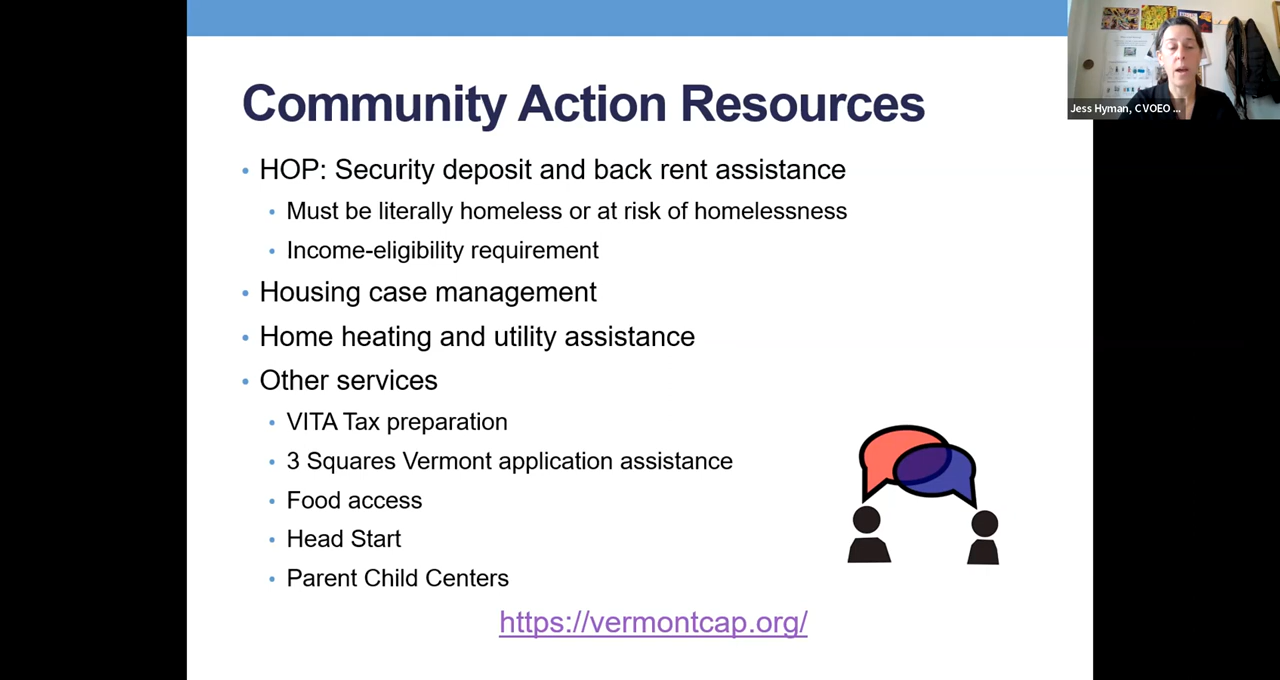 Jess Hyman, CVOEO ...
Community Action Resources
• HOP: Security deposit and back rent assistance
• Must be literally homeless or at risk of homelessness
• Income-eligibility requirement
• Housing case management
• Home heating and utility assistance
• Other services
• VITA Tax preparation
• 3 Squares Vermont application assistance
• Food access
• Head Start
• Parent Child Centers
https://vermontcap.org/